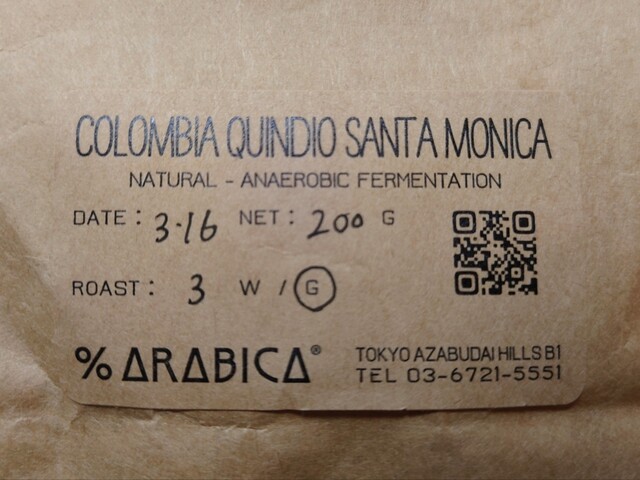 COLOMBIA QUINDIO SANTA MONICA
NATURAL - ANAEROBIC FERMENTATION
DATE : 3.16 NET : 200 G
ROAST : 3 W / G
% ARABICA®
TOKYO AZABUDAI HILLS B1
TEL 03-6721-5551